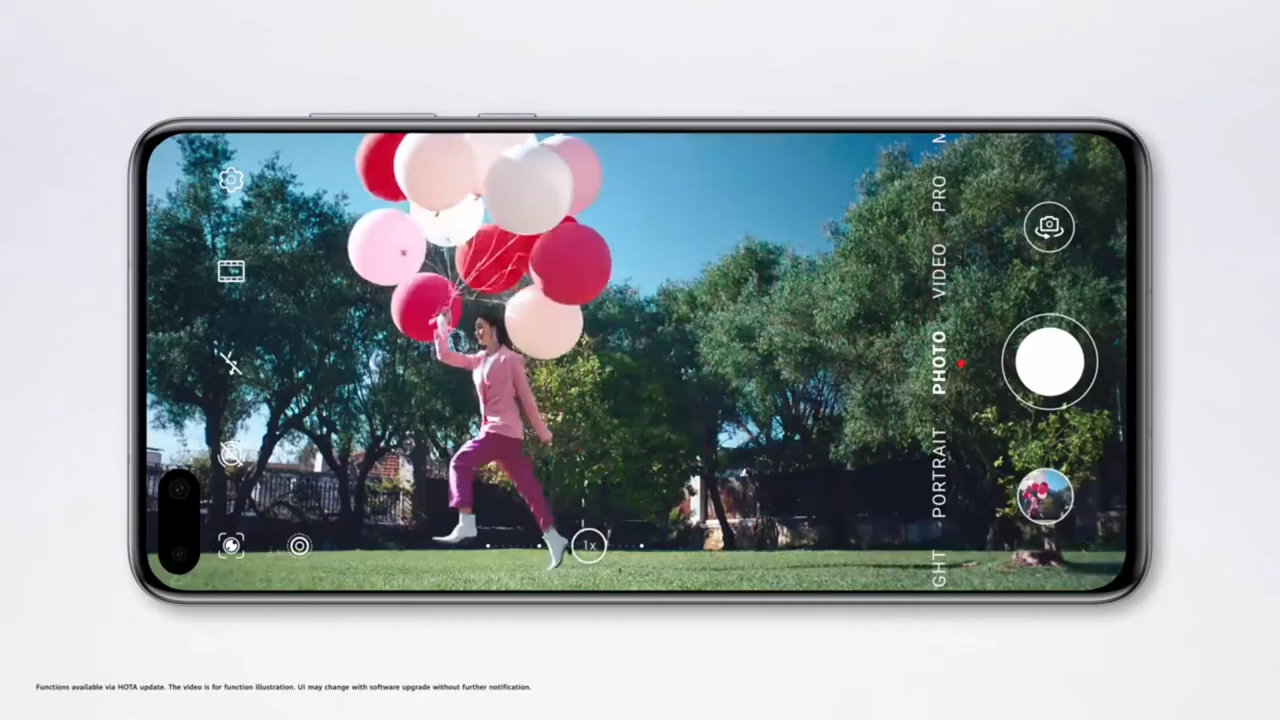 M
PRO
VIDEO
PHOTO
PORTRAIT
GHT
1x
Functions available via HOTA update. The video is for function illustration. UI may change with software upgrade without further notification.